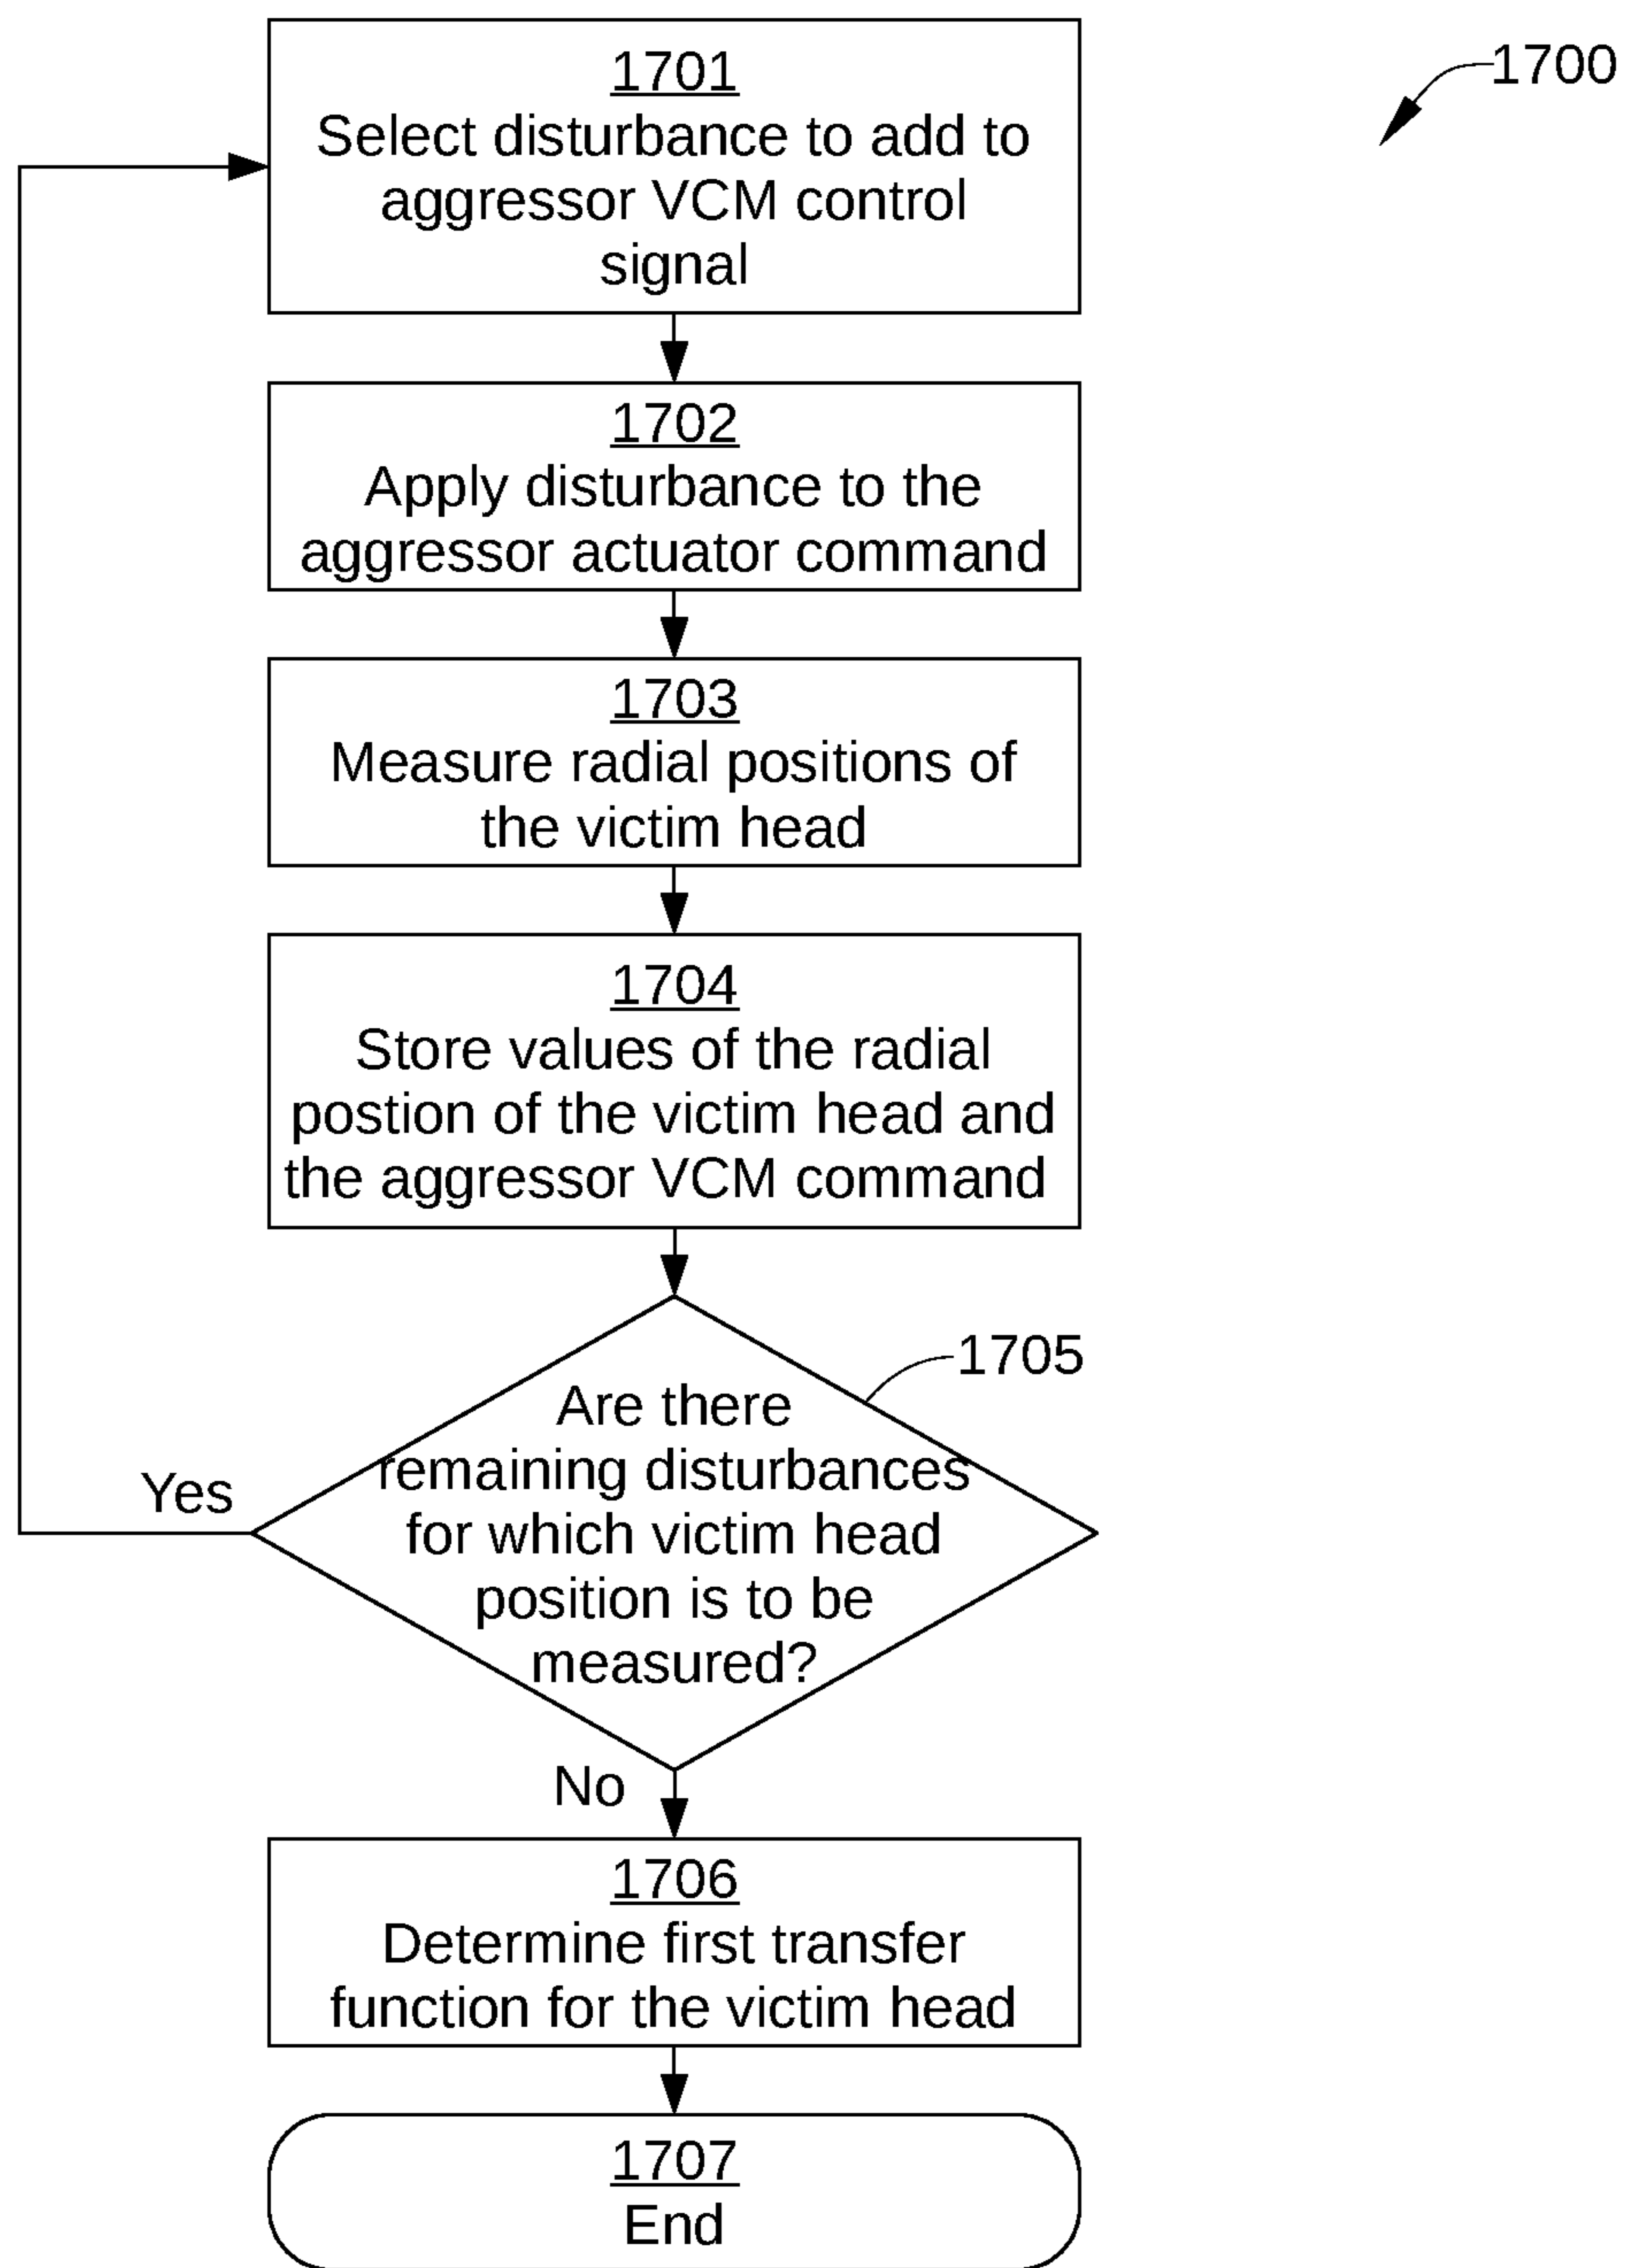 1700
1701
Select disturbance to add to
aggressor VCM control
signal
1702
Apply disturbance to the
aggressor actuator command
1703
Measure radial positions of
the victim head
1704
Store values of the radial
postion of the victim head and
the aggressor VCM command
1705
Are there
remaining disturbances
for which victim head
position is to be
measured?
Yes
No
1706
Determine first transfer
function for the victim head
1707
End